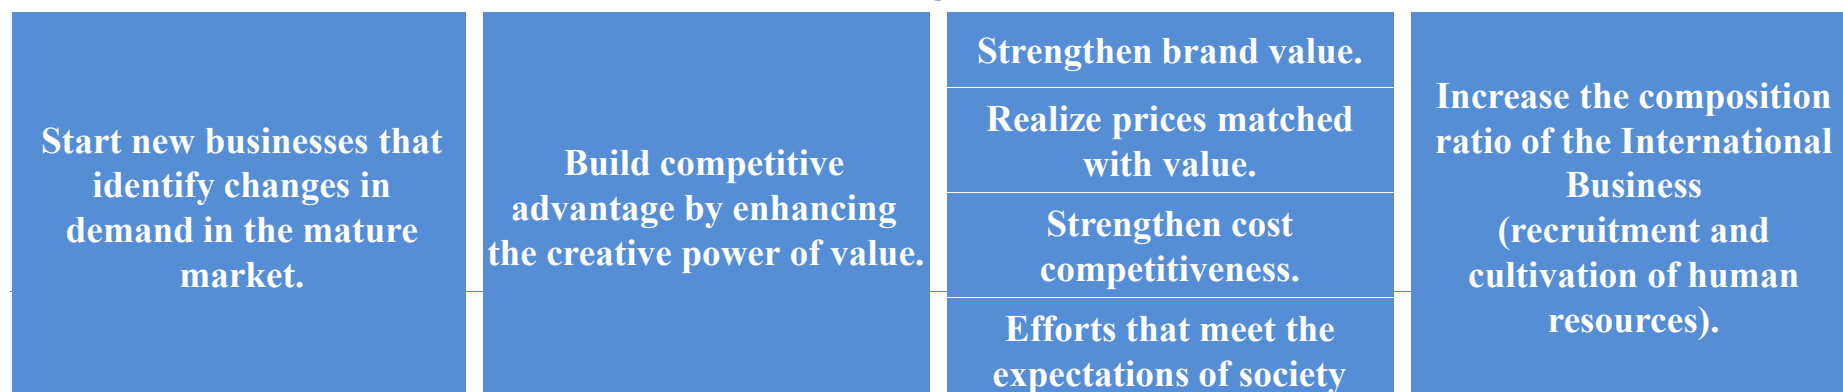 Start new businesses that
identify changes in
demand in the mature
market.
Build competitive
advantage by enhancing
the creative power of value.
Strengthen brand value.
Realize prices matched
with value.
Strengthen cost
competitiveness.
Efforts that meet the
expectations of society
Increase the composition
ratio of the International
Business
(recruitment and
cultivation of human
resources).